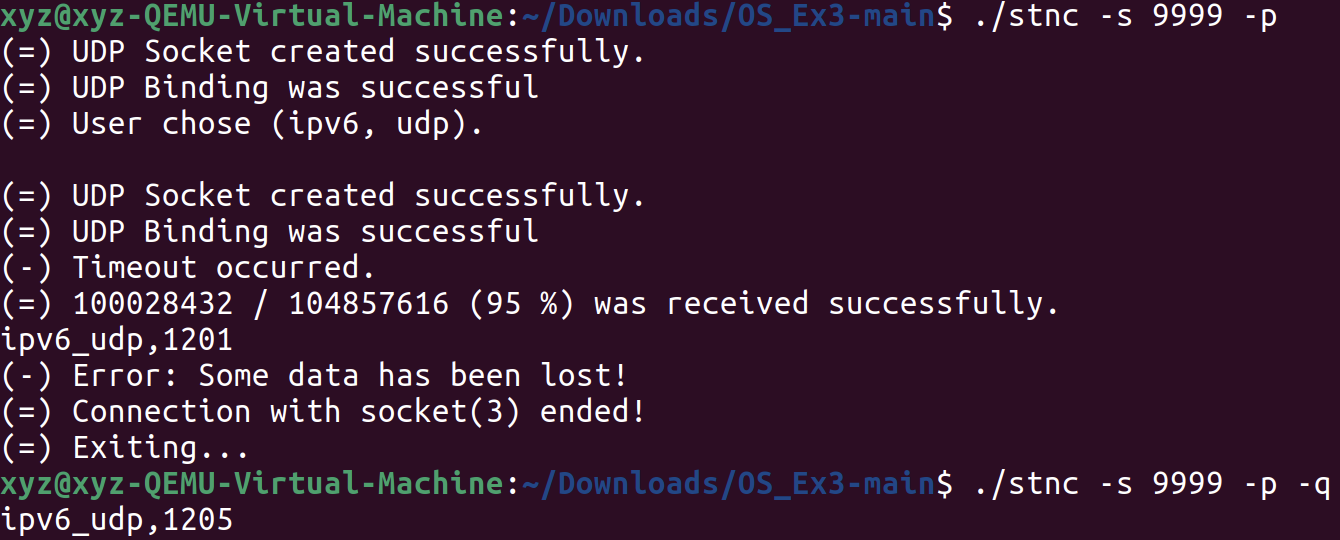 xyz@xyz-QEMU-Virtual-Machine:~/Downloads/OS_Ex3-main$ ./stnc -s 9999 -p
(=) UDP Socket created successfully.
(=) UDP Binding was successful
(=) User chose (ipv6, udp).
(=) UDP Socket created successfully.
(=) UDP Binding was successful
(-) Timeout occurred.
(=) 100028432 / 104857616 (95 %) was received successfully.
ipv6_udp,1201
(-) Error: Some data has been lost!
(=) Connection with socket(3) ended!
(=) Exiting...
xyz@xyz-QEMU-Virtual-Machine:~/Downloads/OS_Ex3-main$ ./stnc -s 9999 -p -q
ipv6_udp,1205